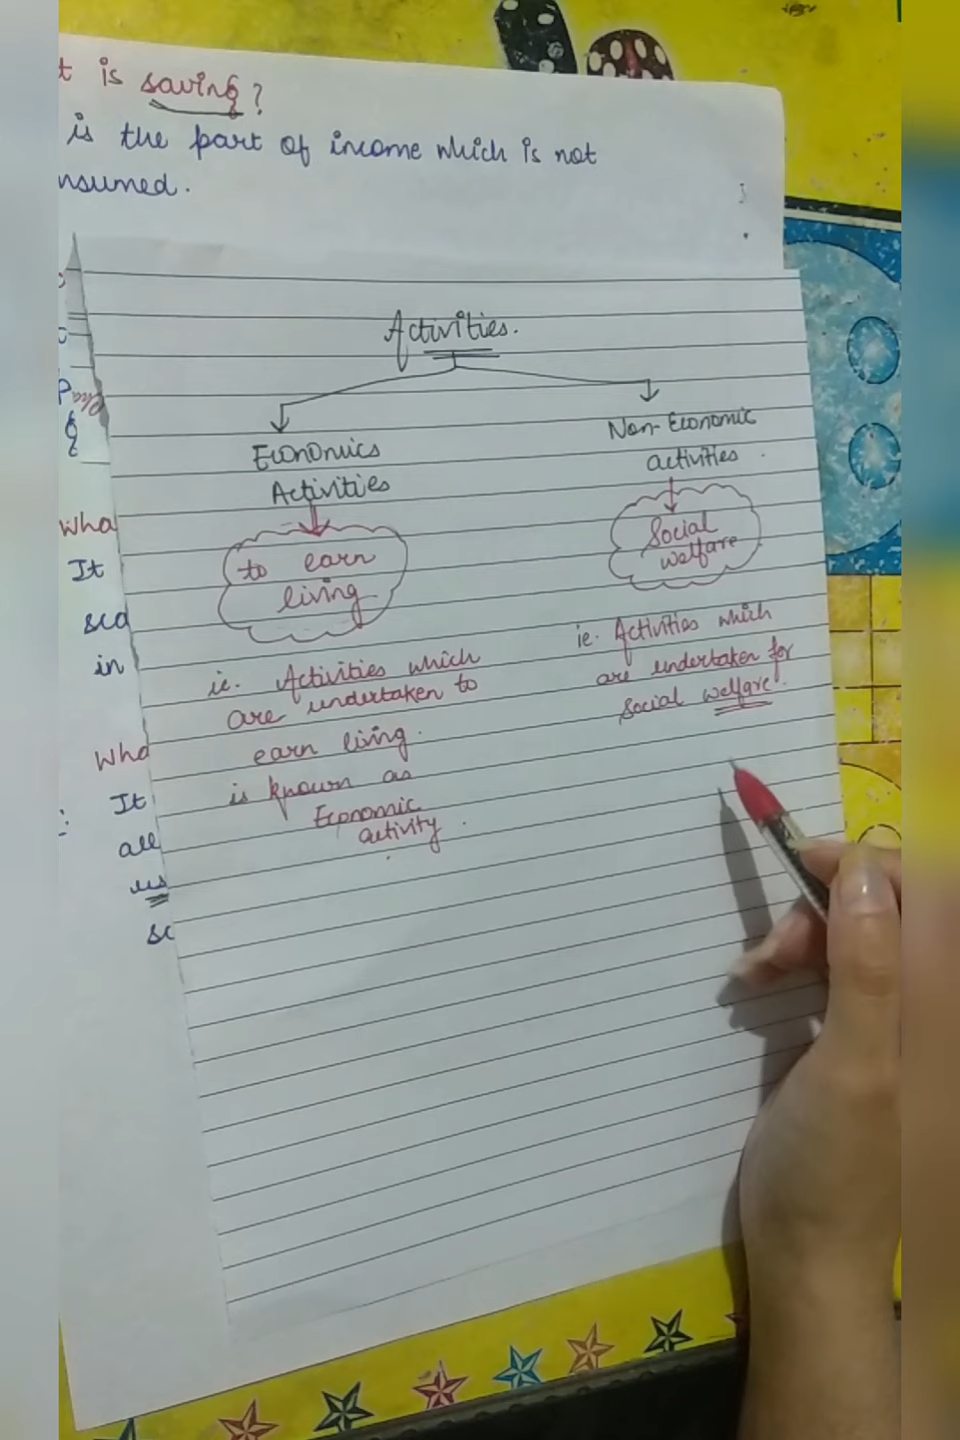 t is saving?
is the part of income which is not
nsumed.
Activities.
Economics
Activities
to earn
living
ie. Activities which
are undertaken to
earn living.
is known as
Economic
activity.
Non-Economic
activities.
Social
welfare
ie. Activities which
are undertaken for
social welfare.
Wha
It
sca
in
Wha
It
all
us
sc